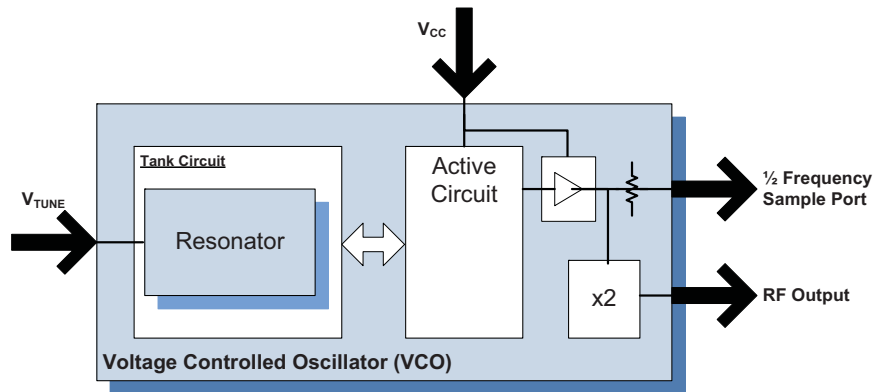 VCC
Tank Circuit
Active
Circuit
½ Frequency
Sample Port
VTUNE
Resonator
x2
RF Output
Voltage Controlled Oscillator (VCO)